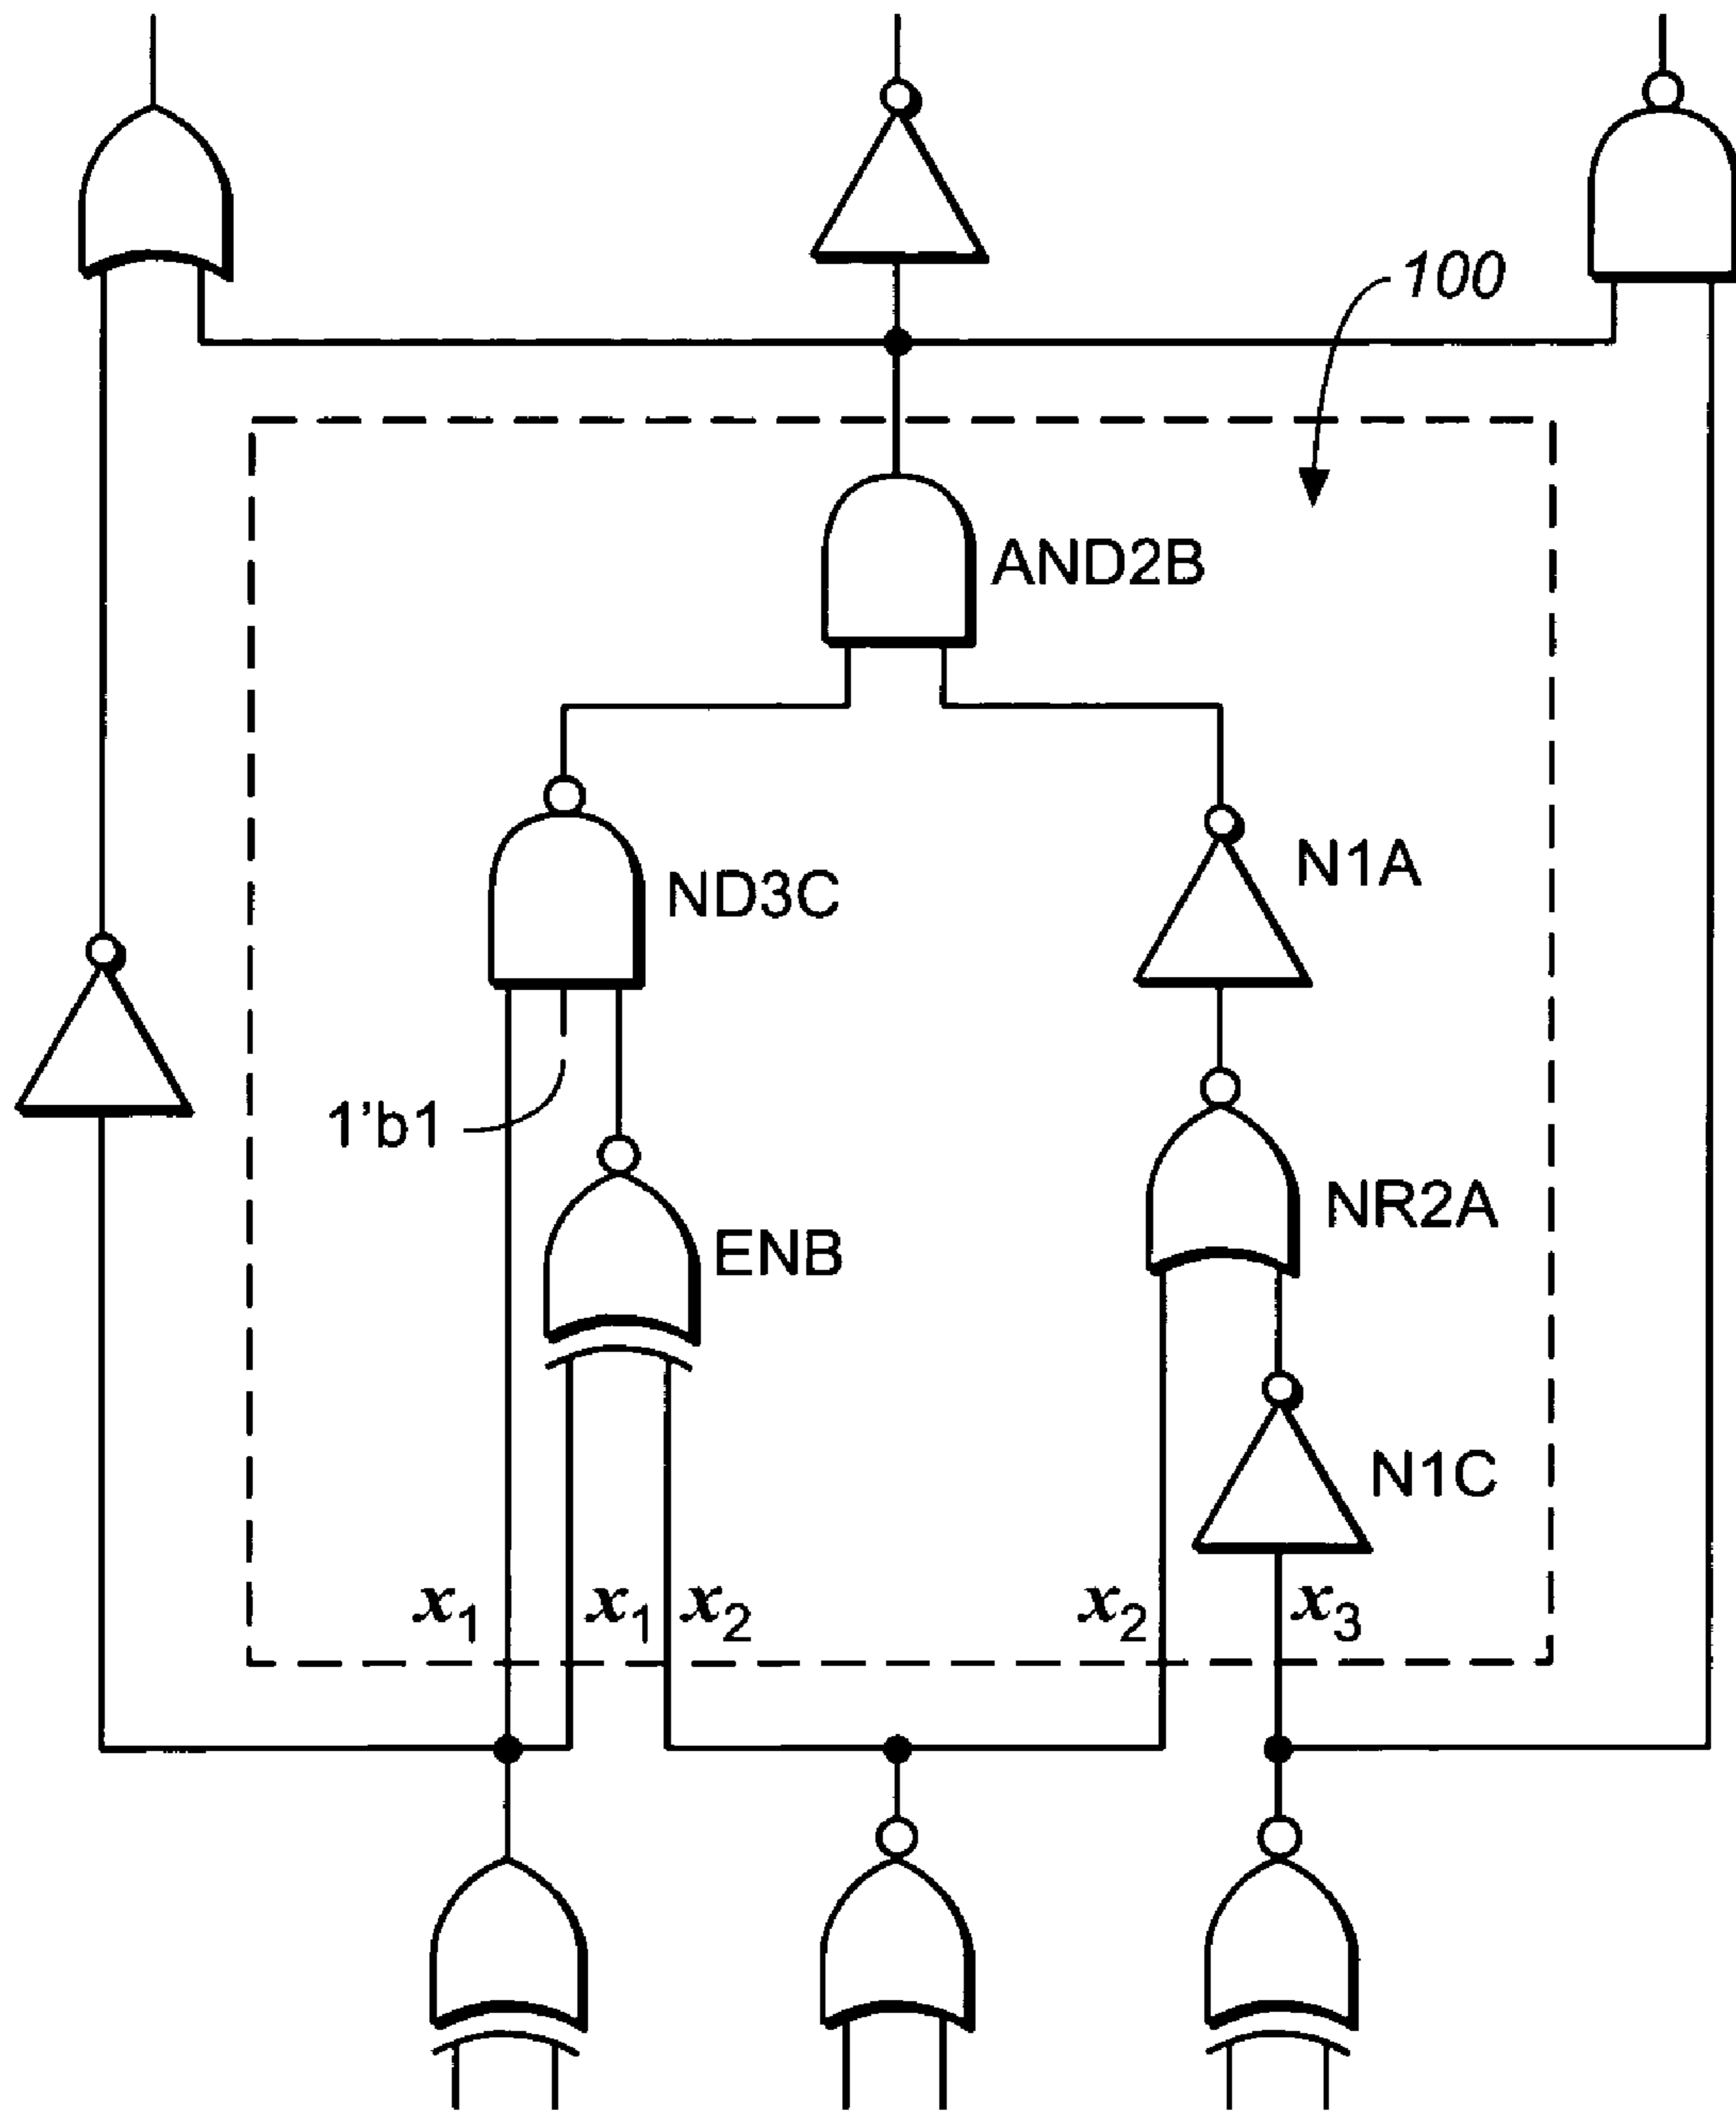 100
AND2B
N1A
ND3C
1'b1
NR2A
ENB
N1C
x1 x1 x2 x2 x3